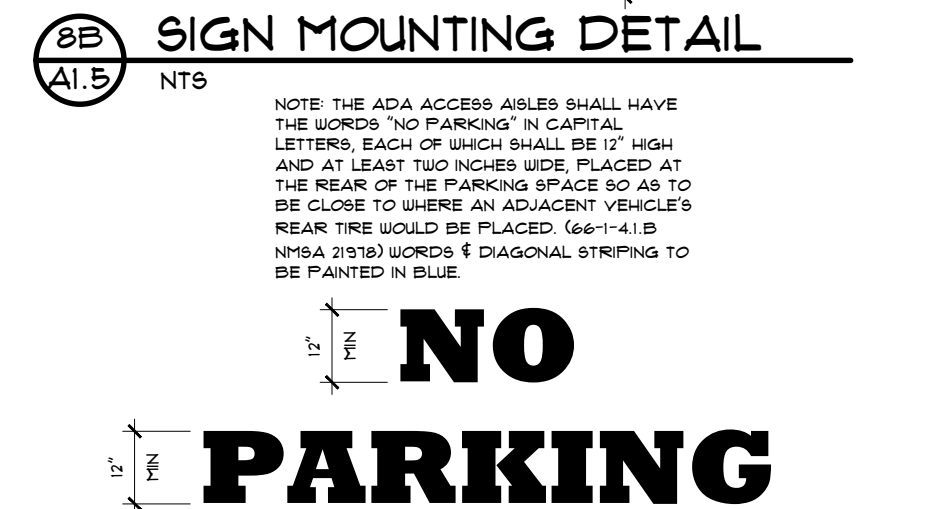 8B
A1.5
SIGN MOUNTING DETAIL
NTS
NOTE: THE ADA ACCESS AISLES SHALL HAVE
THE WORDS "NO PARKING" IN CAPITAL
LETTERS, EACH OF WHICH SHALL BE 12" HIGH
AND AT LEAST TWO INCHES WIDE, PLACED AT
THE REAR OF THE PARKING SPACE SO AS TO
BE CLOSE TO WHERE AN ADJACENT VEHICLE'S
REAR TIRE WOULD BE PLACED. (66-1-4.1.B
NMSA 21978) WORDS & DIAGONAL STRIPING TO
BE PAINTED IN BLUE.
12" MIN
NO
12" MIN
PARKING